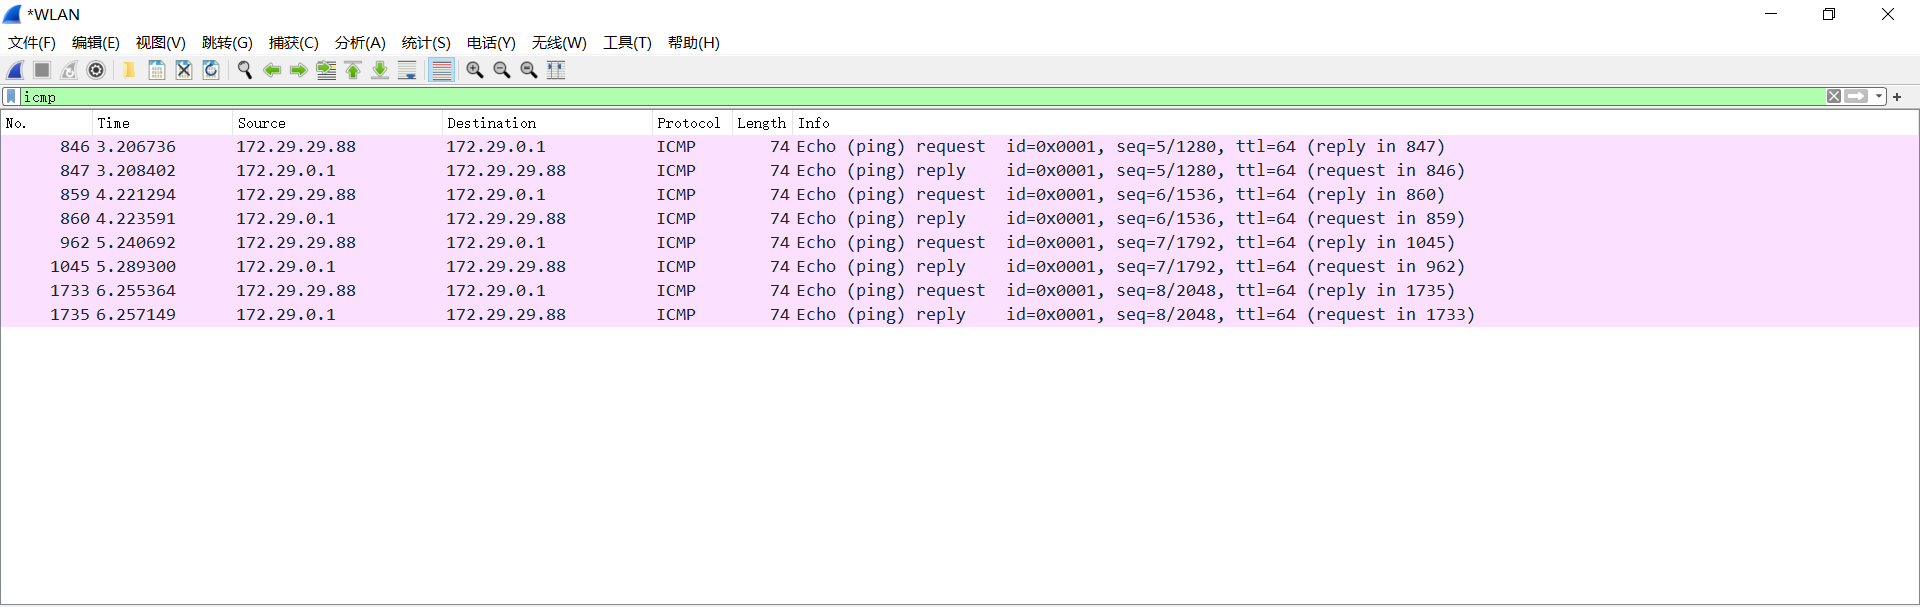 *WLAN
文件(F) 编辑(E) 视图(V) 跳转(G) 捕获(C) 分析(A) 统计(S) 电话(Y) 无线(W) 工具(T) 帮助(H)
icmp
No. Time Source Destination Protocol Length Info
846 3.206736 172.29.29.88 172.29.0.1 ICMP 74 Echo (ping) request id=0x0001, seq=5/1280, ttl=64 (reply in 847)
847 3.208402 172.29.0.1 172.29.29.88 ICMP 74 Echo (ping) reply id=0x0001, seq=5/1280, ttl=64 (request in 846)
859 4.221294 172.29.29.88 172.29.0.1 ICMP 74 Echo (ping) request id=0x0001, seq=6/1536, ttl=64 (reply in 860)
860 4.223591 172.29.0.1 172.29.29.88 ICMP 74 Echo (ping) reply id=0x0001, seq=6/1536, ttl=64 (request in 859)
962 5.240692 172.29.29.88 172.29.0.1 ICMP 74 Echo (ping) request id=0x0001, seq=7/1792, ttl=64 (reply in 1045)
1045 5.289300 172.29.0.1 172.29.29.88 ICMP 74 Echo (ping) reply id=0x0001, seq=7/1792, ttl=64 (request in 962)
1733 6.255364 172.29.29.88 172.29.0.1 ICMP 74 Echo (ping) request id=0x0001, seq=8/2048, ttl=64 (reply in 1735)
1735 6.257149 172.29.0.1 172.29.29.88 ICMP 74 Echo (ping) reply id=0x0001, seq=8/2048, ttl=64 (request in 1733)